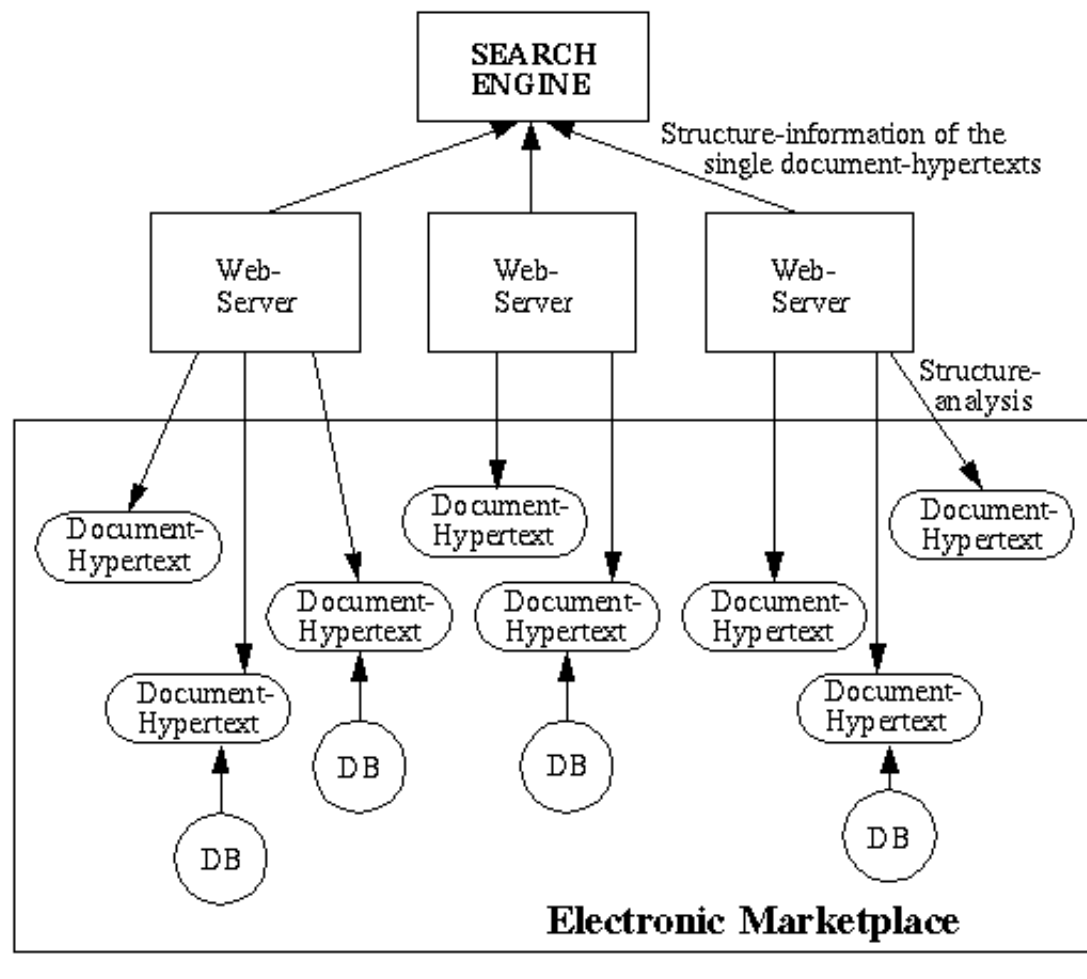 SEARCH
ENGINE
Structure-information of the
single document-hypertexts
Web-
Server
Web-
Server
Web-
Server
Structure-
analysis
Document-
Hypertext
Document-
Hypertext
Document-
Hypertext
Document-
Hypertext
Document-
Hypertext
Document-
Hypertext
Document-
Hypertext
Document-
Hypertext
DB
DB
DB
DB
Electronic Marketplace